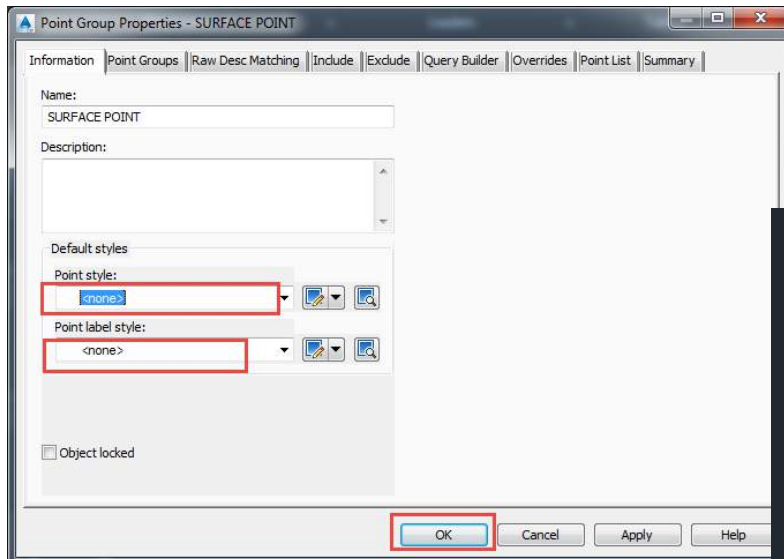 Point Group Properties - SURFACE POINT
Information Point Groups Raw Desc Matching Include Exclude Query Builder Overrides Point List Summary
Name:
SURFACE POINT
Description:
Default styles
Point style:
<none>
Point label style:
<none>
Object locked
OK Cancel Apply Help